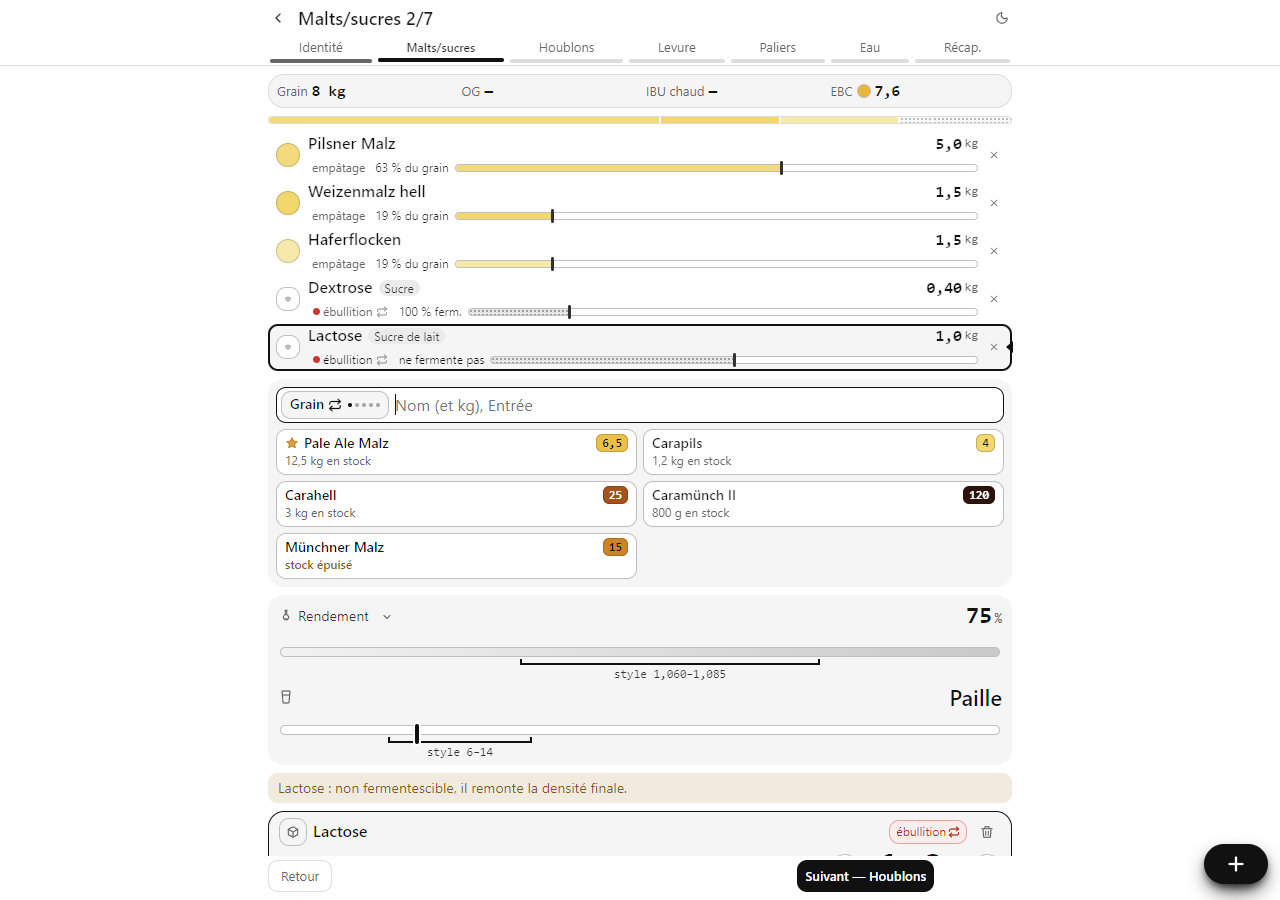 Malts/sucres 2/7
Identité Malts/sucres Houblons Levure Paliers Eau Récap.
Grain 8 kg OG — IBU chaud — EBC 7,6
Pilsner Malz 5,0 kg ×
empâtage 63 % du grain
Weizenmalz hell 1,5 kg ×
empâtage 19 % du grain
Haferflocken 1,5 kg ×
empâtage 19 % du grain
Dextrose Sucre 0,40 kg ×
ébullition 100 % ferm.
Lactose Sucre de lait 1,0 kg ×
ébullition ne fermente pas
Grain Nom (et kg), Entrée
Pale Ale Malz 6,5
12,5 kg en stock
Carapils 4
1,2 kg en stock
Carahell 25
3 kg en stock
Caramünch II 120
800 g en stock
Münchner Malz 15
stock épuisé
Rendement 75 %
style 1,060–1,085
Paille
style 6–14
Lactose : non fermentescible, il remonte la densité finale.
Lactose ébullition
Retour Suivant — Houblons +